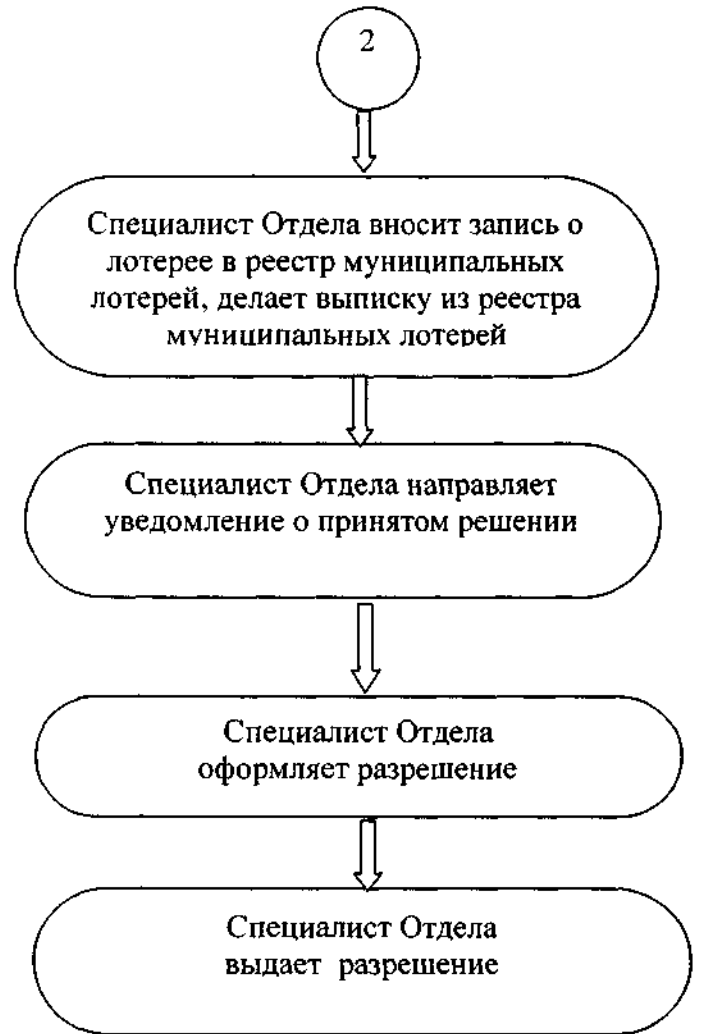 2
Специалист Отдела вносит запись о
лотерее в реестр муниципальных
лотерей, делает выписку из реестра
муниципальных лотерей
Специалист Отдела направляет
уведомление о принятом решении
Специалист Отдела
оформляет разрешение
Специалист Отдела
выдает разрешение